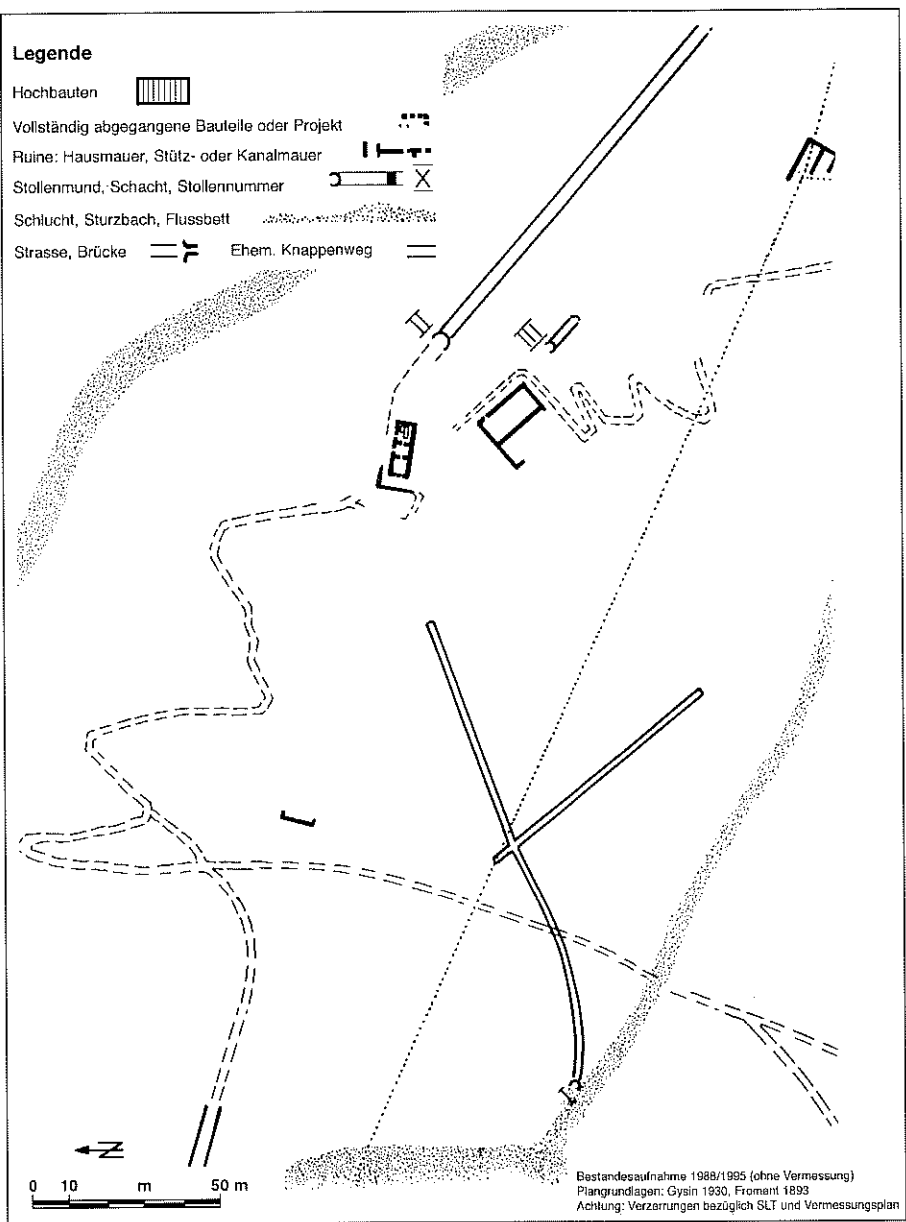 Legende
Hochbauten
Vollständig abgegangene Bauteile oder Projekt
Ruine: Hausmauer, Stütz- oder Kanalmauer
Stollenmund, Schacht, Stollennummer X
Schlucht, Sturzbach, Flussbett
Strasse, Brücke Ehem. Knappenweg
II
III
I
N
0 10 m 50 m
Bestandesaufnahme 1988/1995 (ohne Vermessung)
Plangrundlagen: Gysin 1930, Froment 1893
Achtung: Verzerrungen bezüglich SLT und Vermessungsplan